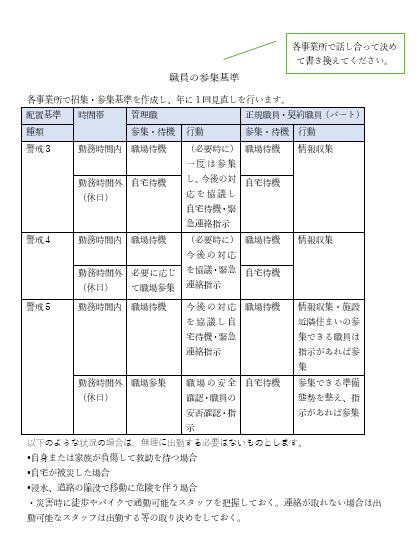 各事業所で話し合って決め
て書き換えてください。
職員の参集基準
各事業所で招集・参集基準を作成し、年に１回見直しを行います。
配置基準 時間帯 管理職 正規職員・契約職員（パート）
種類 参集・待機 行動 参集・待機 行動
警戒３ 勤務時間内 職場待機 （必要時に）
一度は参集
し、今後の対
応を協議し
自宅待機・緊
急連絡指示
職場待機 情報収集
勤務時間外
（休日）
自宅待機 自宅待機
警戒４ 勤務時間内 職場待機 （必要時に）
今後の対応
を協議・緊急
連絡指示
職場待機 情報収集
勤務時間外
（休日）
必要に応じ
て職場参集
自宅待機
警戒５ 勤務時間内 職場待機 今後の対応
を協議し自
宅待機・緊急
連絡指示
職場待機 情報収集・施設
近隣住まいの参
集できる職員は
指示があれば参
集
勤務時間外
（休日）
職場参集 職場の安全
確認・職員の
安否確認・指
示
自宅待機 参集できる準備
態勢を整え、指
示があれば参集
以下のような状況の場合は、無理に出勤する必要はないものとします。
•自身または家族が負傷して救助を待つ場合
•自宅が被災した場合
•浸水、道路の陥没で移動に危険を伴う場合
・災害時に徒歩やバイクで通勤可能なスタッフを把握しておく。連絡が取れない場合は出
勤可能なスタッフは出勤する等の取り決めをしておく。